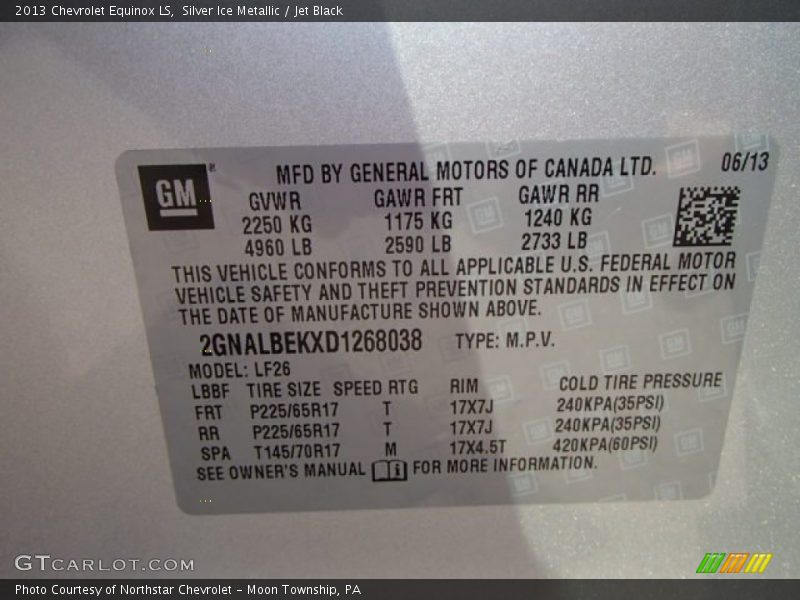 2013 Chevrolet Equinox LS,  Silver Ice Metallic / Jet Black
MFD BY GENERAL MOTORS OF CANADA LTD. 06/13
GM
GVWR GAWR FRT GAWR RR
2250 KG 1175 KG 1240 KG
4960 LB 2590 LB 2733 LB
THIS VEHICLE CONFORMS TO ALL APPLICABLE U.S. FEDERAL MOTOR
VEHICLE SAFETY AND THEFT PREVENTION STANDARDS IN EFFECT ON
THE DATE OF MANUFACTURE SHOWN ABOVE.
2GNALBEKXD1268038 TYPE: M.P.V.
MODEL: LF26
LBBF TIRE SIZE SPEED RTG RIM COLD TIRE PRESSURE
FRT P225/65R17 T 17X7J 240KPA(35PSI)
RR P225/65R17 T 17X7J 240KPA(35PSI)
SPA T145/70R17 M 17X4.5T 420KPA(60PSI)
SEE OWNER'S MANUAL i FOR MORE INFORMATION.
GTCARLOT.COM
Photo Courtesy of Northstar Chevrolet - Moon Township, PA